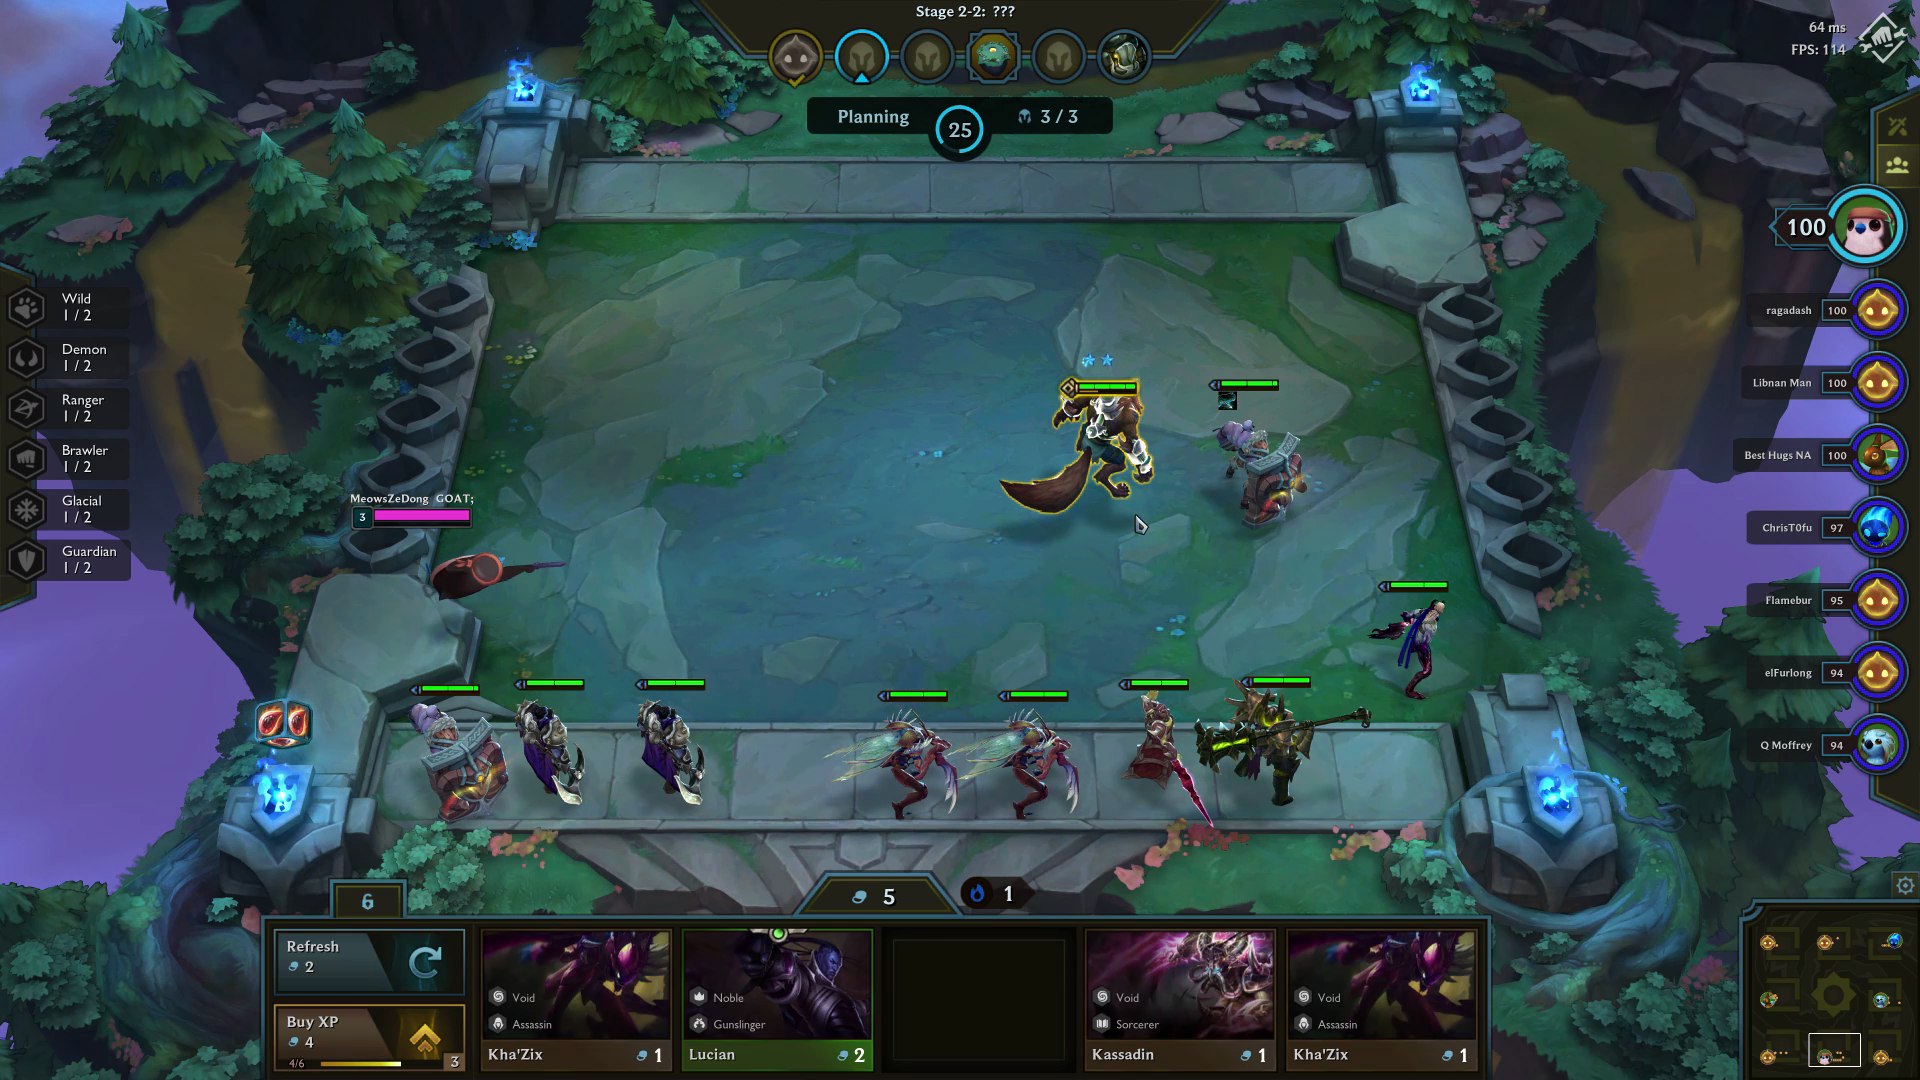 Stage 2-2: ???
64 ms
FPS: 114
Planning
25
3 / 3
100
Wild
1 / 2
Demon
1 / 2
Ranger
1 / 2
Brawler
1 / 2
Glacial
1 / 2
Guardian
1 / 2
ragadash 100
Libnan Man 100
Best Hugs NA 100
ChrisT0fu 97
Flamebur 95
elFurlong 94
Q Moffrey 94
MeowsZeDong GOAT;
3
6
5
1
Refresh
2
Buy XP
4
4/6
3
Void
Assassin
Kha'Zix 1
Noble
Gunslinger
Lucian 2
Void
Sorcerer
Kassadin 1
Void
Assassin
Kha'Zix 1